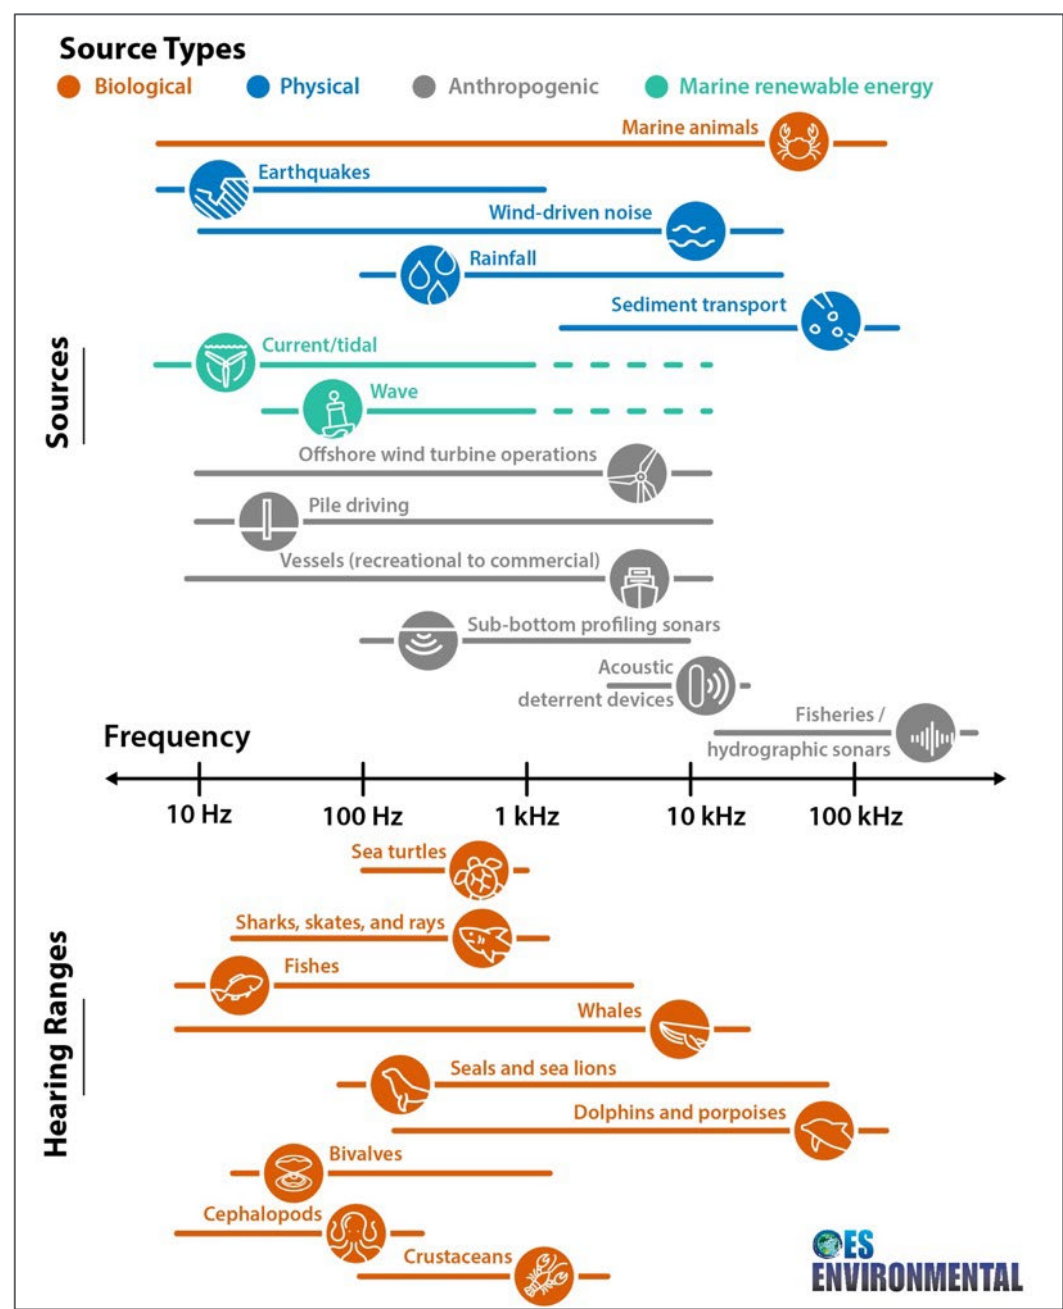 Source Types
Biological Physical Anthropogenic Marine renewable energy
Marine animals
Earthquakes
Wind-driven noise
Rainfall
Sediment transport
Sources
Current/tidal
Wave
Offshore wind turbine operations
Pile driving
Vessels (recreational to commercial)
Sub-bottom profiling sonars
Acoustic
deterrent devices
Fisheries /
hydrographic sonars
Frequency
10 Hz 100 Hz 1 kHz 10 kHz 100 kHz
Hearing Ranges
Sea turtles
Sharks, skates, and rays
Fishes
Whales
Seals and sea lions
Dolphins and porpoises
Bivalves
Cephalopods
Crustaceans
OES
ENVIRONMENTAL